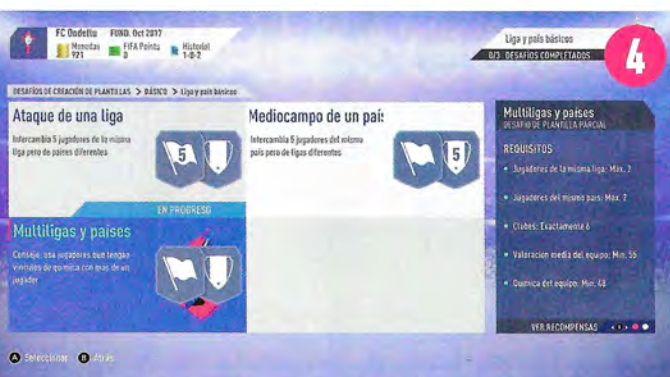 FC Ondeftu FUND. Oct 2017
Monedas 921 FIFA Points 0 Historial 1-0-2
Liga y país básicos
0/3 DESAFÍOS COMPLETADOS
4
DESAFÍOS DE CREACIÓN DE PLANTILLAS > BÁSICO > Liga y país básicos
Ataque de una liga
Intercambia 5 jugadores de la misma
liga pero de países diferentes
5
EN PROGRESO
Mediocampo de un paí:
Intercambia 5 jugadores del mismo
país pero de ligas diferentes
5
Multiligas y países
Consejo: usa jugadores que tengan
vínculos de química con más de un
jugador
Multiligas y países
DESAFÍO DE PLANTILLA PARCIAL
REQUISITOS
• Jugadores de la misma liga: Máx. 2
• Jugadores del mismo país: Máx. 2
• Clubes: Exactamente 6
• Valoración media del equipo: Mín. 55
• Química del equipo: Mín. 48
VER RECOMPENSAS
A Seleccionar B Atrás